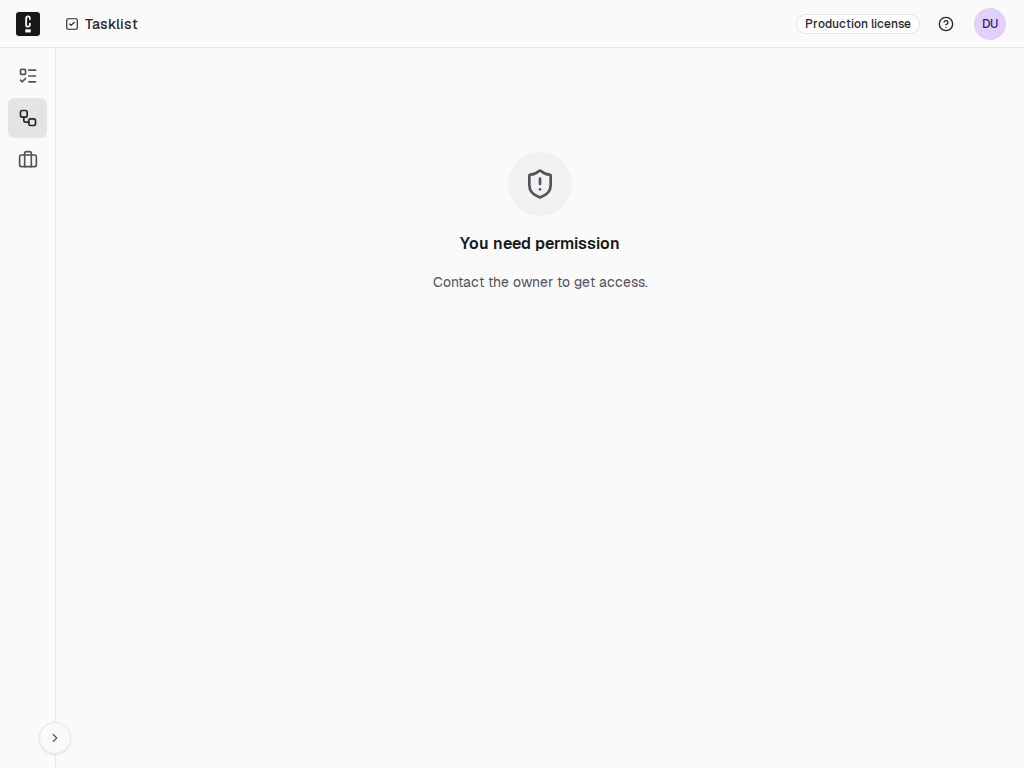 Tasklist
Production license
DU
You need permission
Contact the owner to get access.